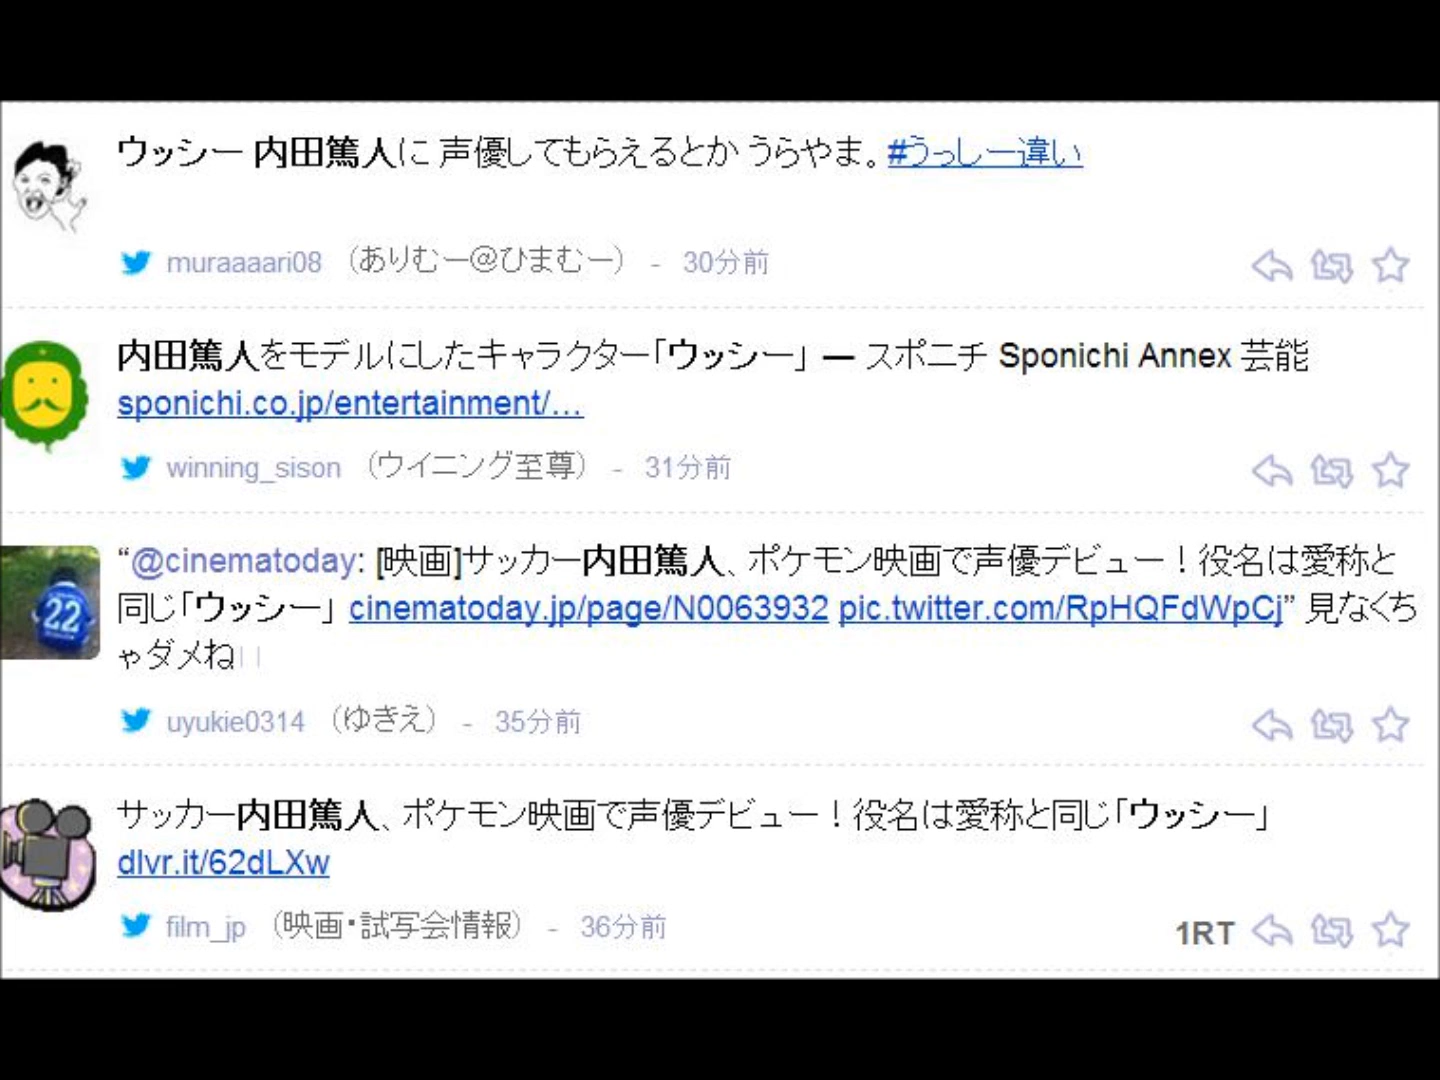 ウッシー 内田篤人に 声優してもらえるとか うらやま。#うっしー違い
muraaaari08 （ありむー@ひまむー） - 30分前
内田篤人をモデルにしたキャラクター「ウッシー」 ― スポニチ Sponichi Annex 芸能
sponichi.co.jp/entertainment/…
winning_sison （ウイニング至尊） - 31分前
“@cinematoday: [映画]サッカー内田篤人、ポケモン映画で声優デビュー！役名は愛称と
同じ「ウッシー」 cinematoday.jp/page/N0063932 pic.twitter.com/RpHQFdWpCj” 見なくち
ゃダメね
22
uyukie0314 （ゆきえ） - 35分前
サッカー内田篤人、ポケモン映画で声優デビュー！役名は愛称と同じ「ウッシー」
dlvr.it/62dLXw
film_jp （映画・試写会情報） - 36分前
1RT